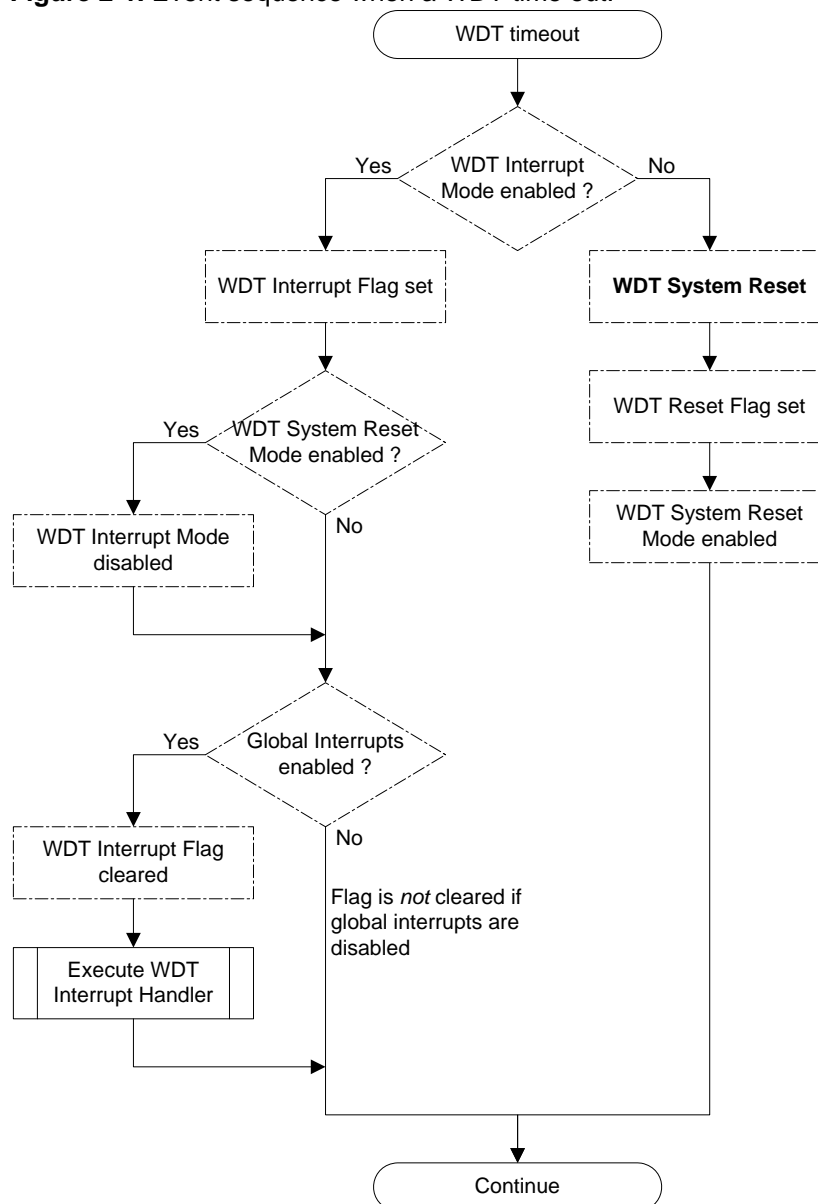 WDT timeout
Yes
WDT Interrupt
Mode enabled ?
No
WDT Interrupt Flag set
WDT System Reset
Yes
WDT System Reset
Mode enabled ?
WDT Reset Flag set
No
WDT Interrupt Mode
disabled
WDT System Reset
Mode enabled
Yes
Global Interrupts
enabled ?
No
WDT Interrupt Flag
cleared
Flag is not cleared if
global interrupts are
disabled
Execute WDT
Interrupt Handler
Continue